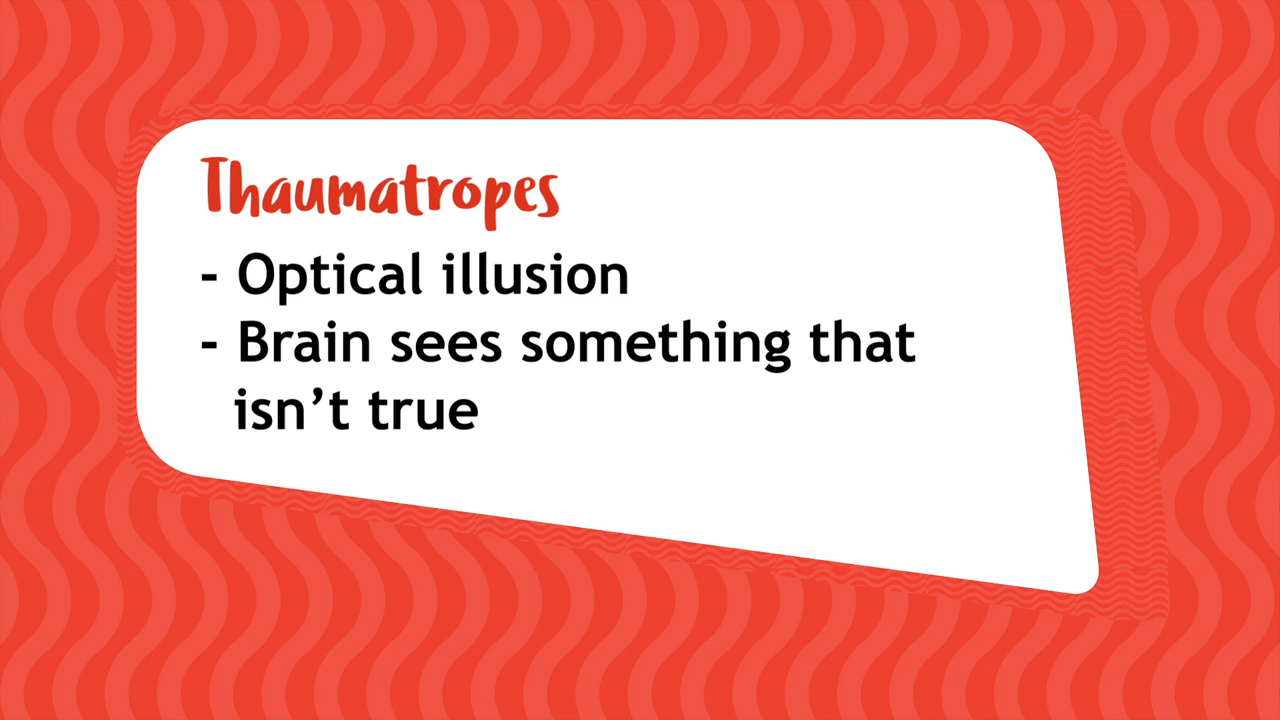 Thaumatropes
- Optical illusion
- Brain sees something that
isn’t true